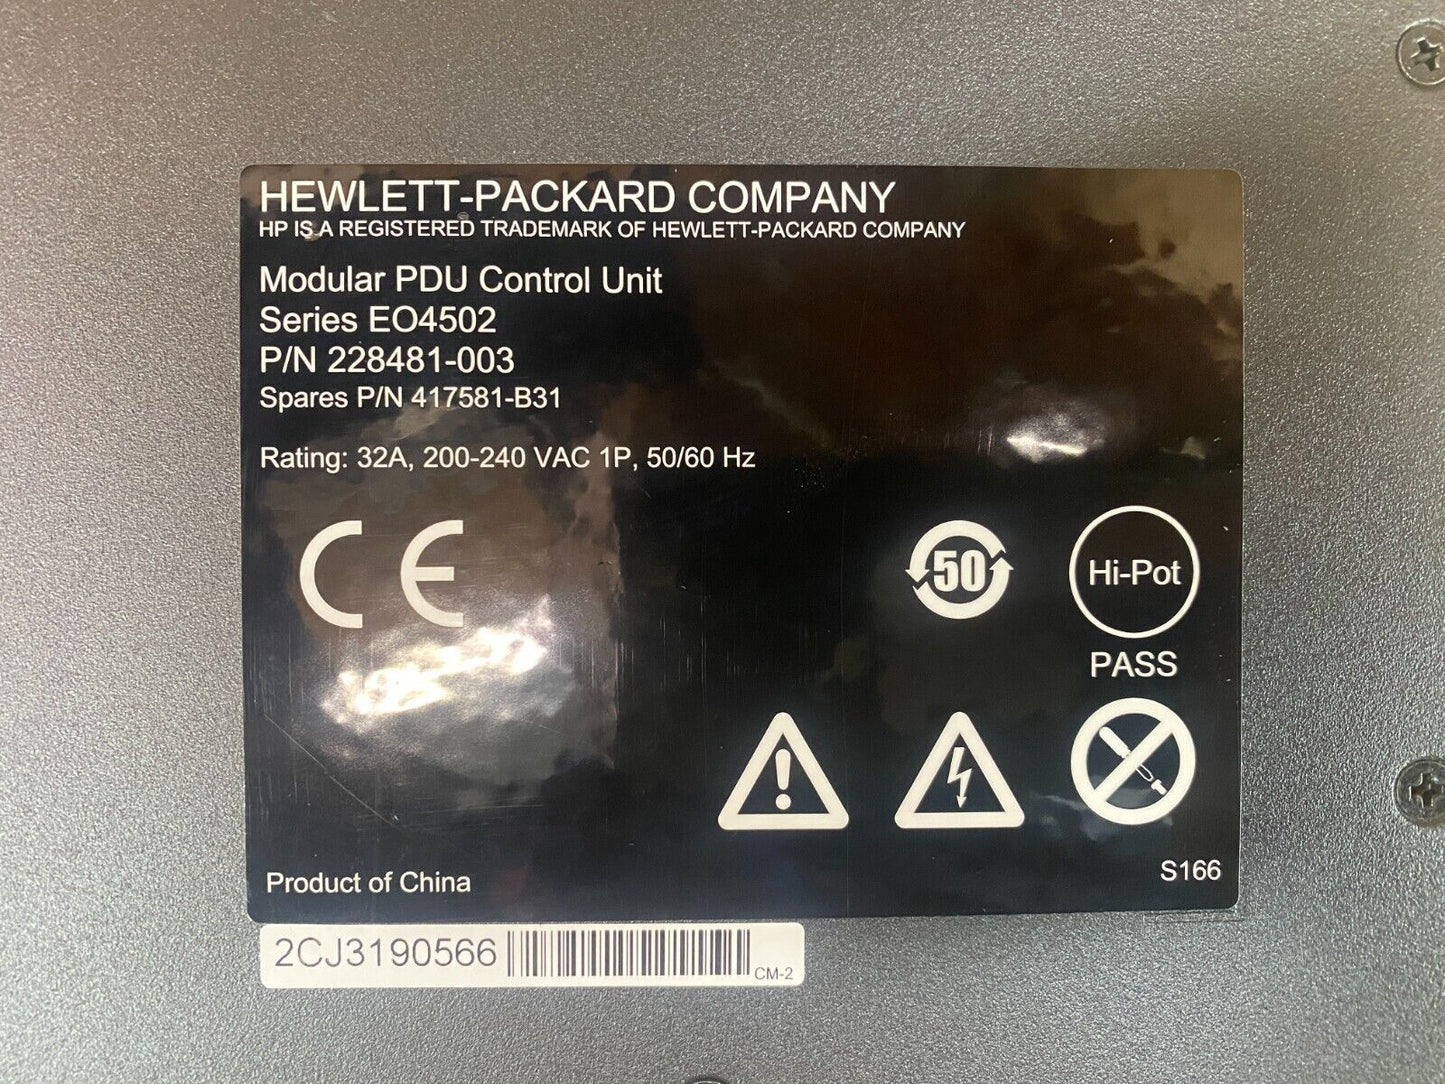 HEWLETT-PACKARD COMPANY
HP IS A REGISTERED TRADEMARK OF HEWLETT-PACKARD COMPANY
Modular PDU Control Unit
Series EO4502
P/N 228481-003
Spares P/N 417581-B31
Rating: 32A, 200-240 VAC 1P, 50/60 Hz
CE
50
Hi-Pot
PASS
S166
Product of China
2CJ3190566
CM-2